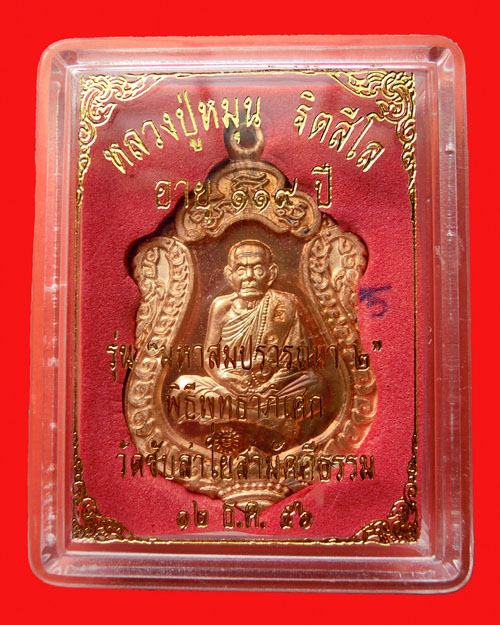 หลวงปู่หมุน ฐิตสีโล
อายุ ๑๑๙ ปี
รุ่น "มหาสมปรารถนา ๒"
พิธีพุทธาภิเษก
วัดซับลำใยสามัคคีธรรม
๑๒ ธ.ค. ๕๖